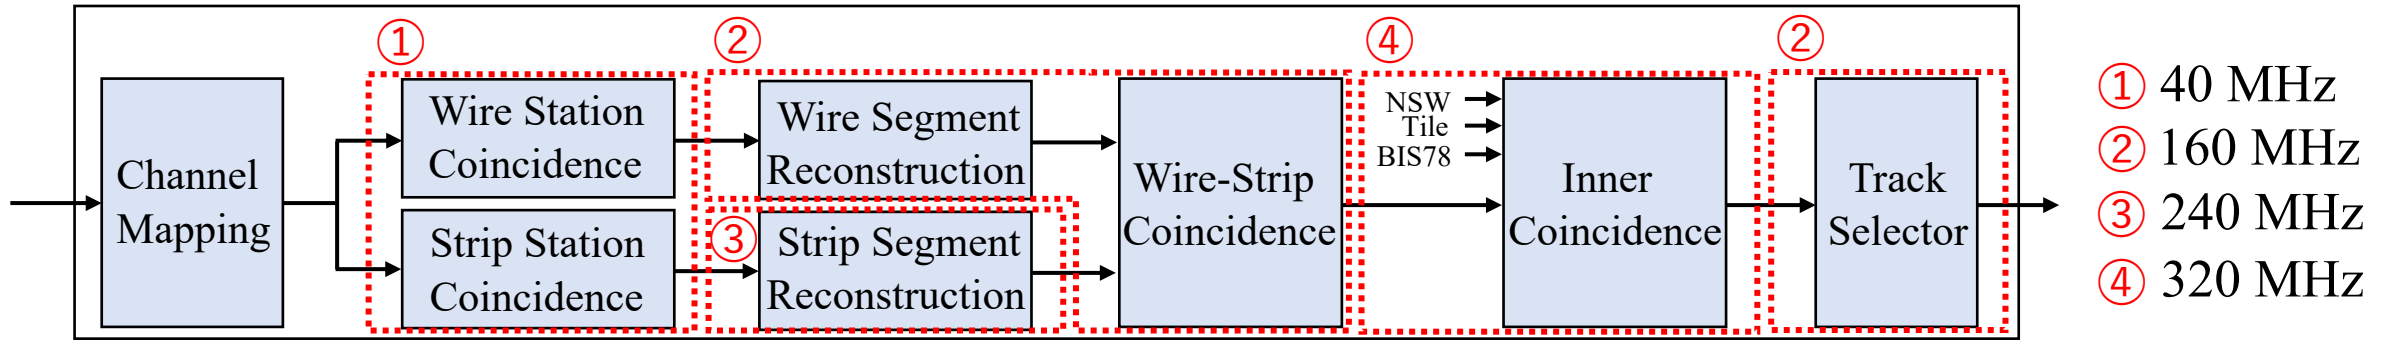 ①
②
④
②
Channel
Mapping
Wire Station
Coincidence
Strip Station
Coincidence
Wire Segment
Reconstruction
③
Strip Segment
Reconstruction
Wire-Strip
Coincidence
NSW
Tile
BIS78
Inner
Coincidence
Track
Selector
① 40 MHz
② 160 MHz
③ 240 MHz
④ 320 MHz